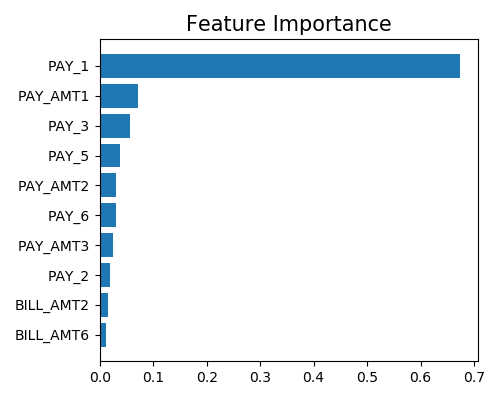 Feature Importance
PAY_1
PAY_AMT1
PAY_3
PAY_5
PAY_AMT2
PAY_6
PAY_AMT3
PAY_2
BILL_AMT2
BILL_AMT6
0.0 0.1 0.2 0.3 0.4 0.5 0.6 0.7